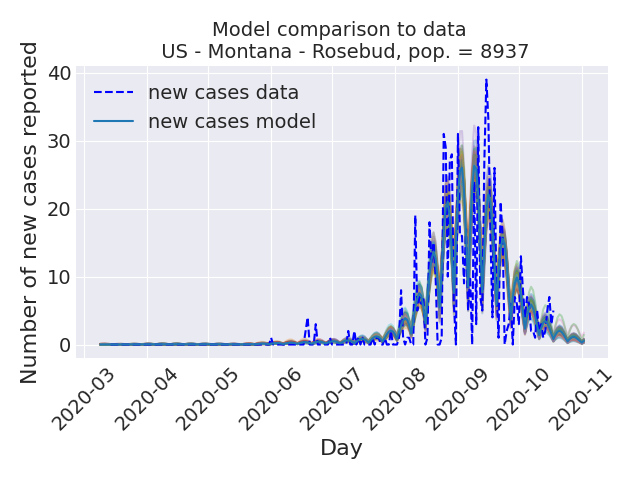 Model comparison to data
US - Montana - Rosebud, pop. = 8937
Number of new cases reported
40
30
20
10
0
new cases data
new cases model
2020-03
2020-04
2020-05
2020-06
2020-07
2020-08
2020-09
2020-10
2020-11
Day